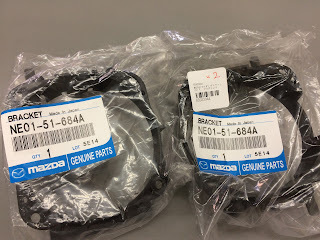 BRACKET Made in Japan
NE01-51-684A
QTY 1 LOT 5E14
mazda GENUINE PARTS
-2
BRACKET Made in Japan
NE01-51-684A
QTY 1 LOT 5E14
mazda GENUINE PARTS